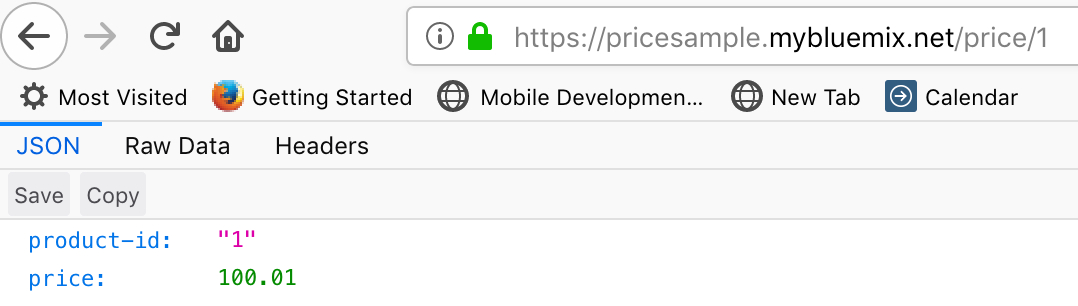 https://pricesample.mybluemix.net/price/1
Most Visited Getting Started Mobile Developmen... New Tab Calendar
JSON Raw Data Headers
Save Copy
product-id: "1"
price: 100.01